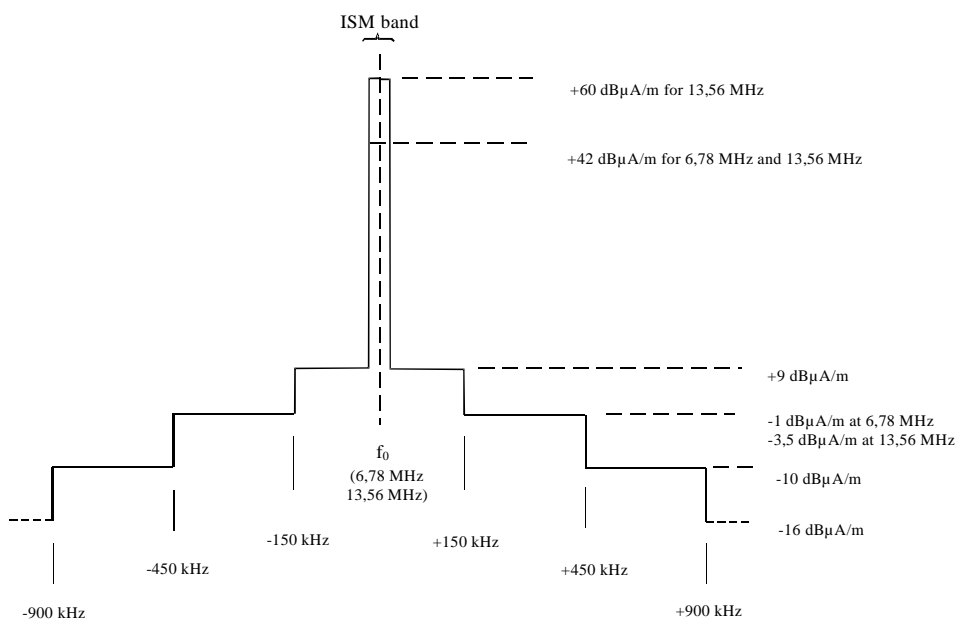 ISM band
+60 dBµA/m for 13,56 MHz
+42 dBµA/m for 6,78 MHz and 13,56 MHz
+9 dBµA/m
-1 dBµA/m at 6,78 MHz
-3,5 dBµA/m at 13,56 MHz
f₀
(6,78 MHz
13,56 MHz)
-10 dBµA/m
-16 dBµA/m
-150 kHz
+150 kHz
-450 kHz
+450 kHz
-900 kHz
+900 kHz